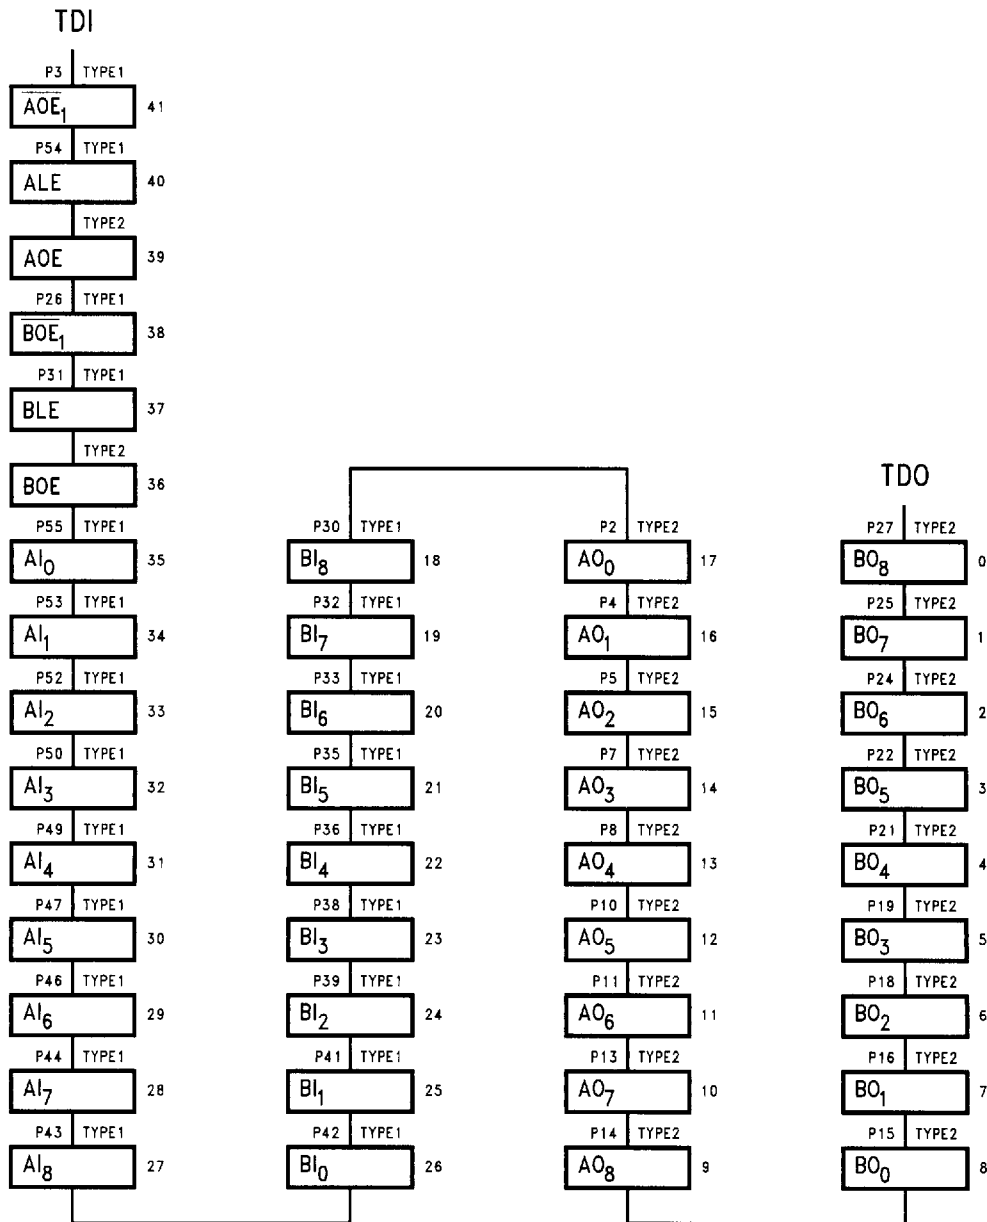 TDI
P3 TYPE1
A̅O̅E̅₁ 41
P54 TYPE1
ALE 40
TYPE2
AOE 39
P26 TYPE1
B̅O̅E̅₁ 38
P31 TYPE1
BLE 37
TYPE2
BOE 36
P55 TYPE1
AI₀ 35
P53 TYPE1
AI₁ 34
P52 TYPE1
AI₂ 33
P50 TYPE1
AI₃ 32
P49 TYPE1
AI₄ 31
P47 TYPE1
AI₅ 30
P46 TYPE1
AI₆ 29
P44 TYPE1
AI₇ 28
P43 TYPE1
AI₈ 27
P30 TYPE1
BI₈ 18
P32 TYPE1
BI₇ 19
P33 TYPE1
BI₆ 20
P35 TYPE1
BI₅ 21
P36 TYPE1
BI₄ 22
P38 TYPE1
BI₃ 23
P39 TYPE1
BI₂ 24
P41 TYPE1
BI₁ 25
P42 TYPE1
BI₀ 26
P2 TYPE2
AO₀ 17
P4 TYPE2
AO₁ 16
P5 TYPE2
AO₂ 15
P7 TYPE2
AO₃ 14
P8 TYPE2
AO₄ 13
P10 TYPE2
AO₅ 12
P11 TYPE2
AO₆ 11
P13 TYPE2
AO₇ 10
P14 TYPE2
AO₈ 9
TDO
P27 TYPE2
BO₈ 0
P25 TYPE2
BO₇ 1
P24 TYPE2
BO₆ 2
P22 TYPE2
BO₅ 3
P21 TYPE2
BO₄ 4
P19 TYPE2
BO₃ 5
P18 TYPE2
BO₂ 6
P16 TYPE2
BO₁ 7
P15 TYPE2
BO₀ 8